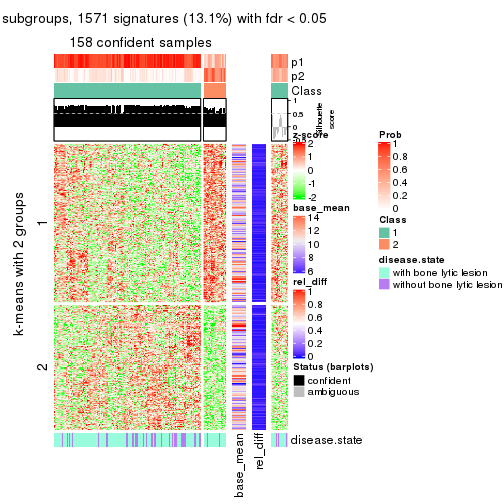 subgroups, 1571 signatures (13.1%) with fdr < 0.05
158 confident samples
p1
p2
Class
1
0.5
0
-0.5
Silhouette
score
k-means with 2 groups
1
2
z-score
2
1
0
-1
-2
base_mean
14
12
10
8
6
rel_diff
1
0.8
0.6
0.4
0.2
0
Status (barplots)
confident
ambiguous
Prob
1
0.8
0.6
0.4
0.2
0
Class
1
2
disease.state
with bone lytic lesion
without bone lytic lesion
disease.state
base_mean
rel_diff